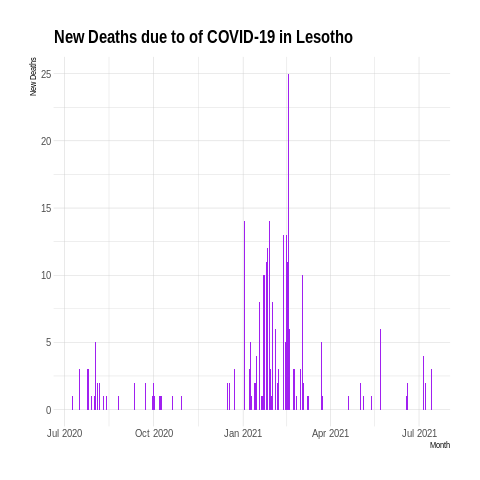 New Deaths due to of COVID-19 in Lesotho
New Deaths
25
20
15
10
5
0
Jul 2020 Oct 2020 Jan 2021 Apr 2021 Jul 2021
Month